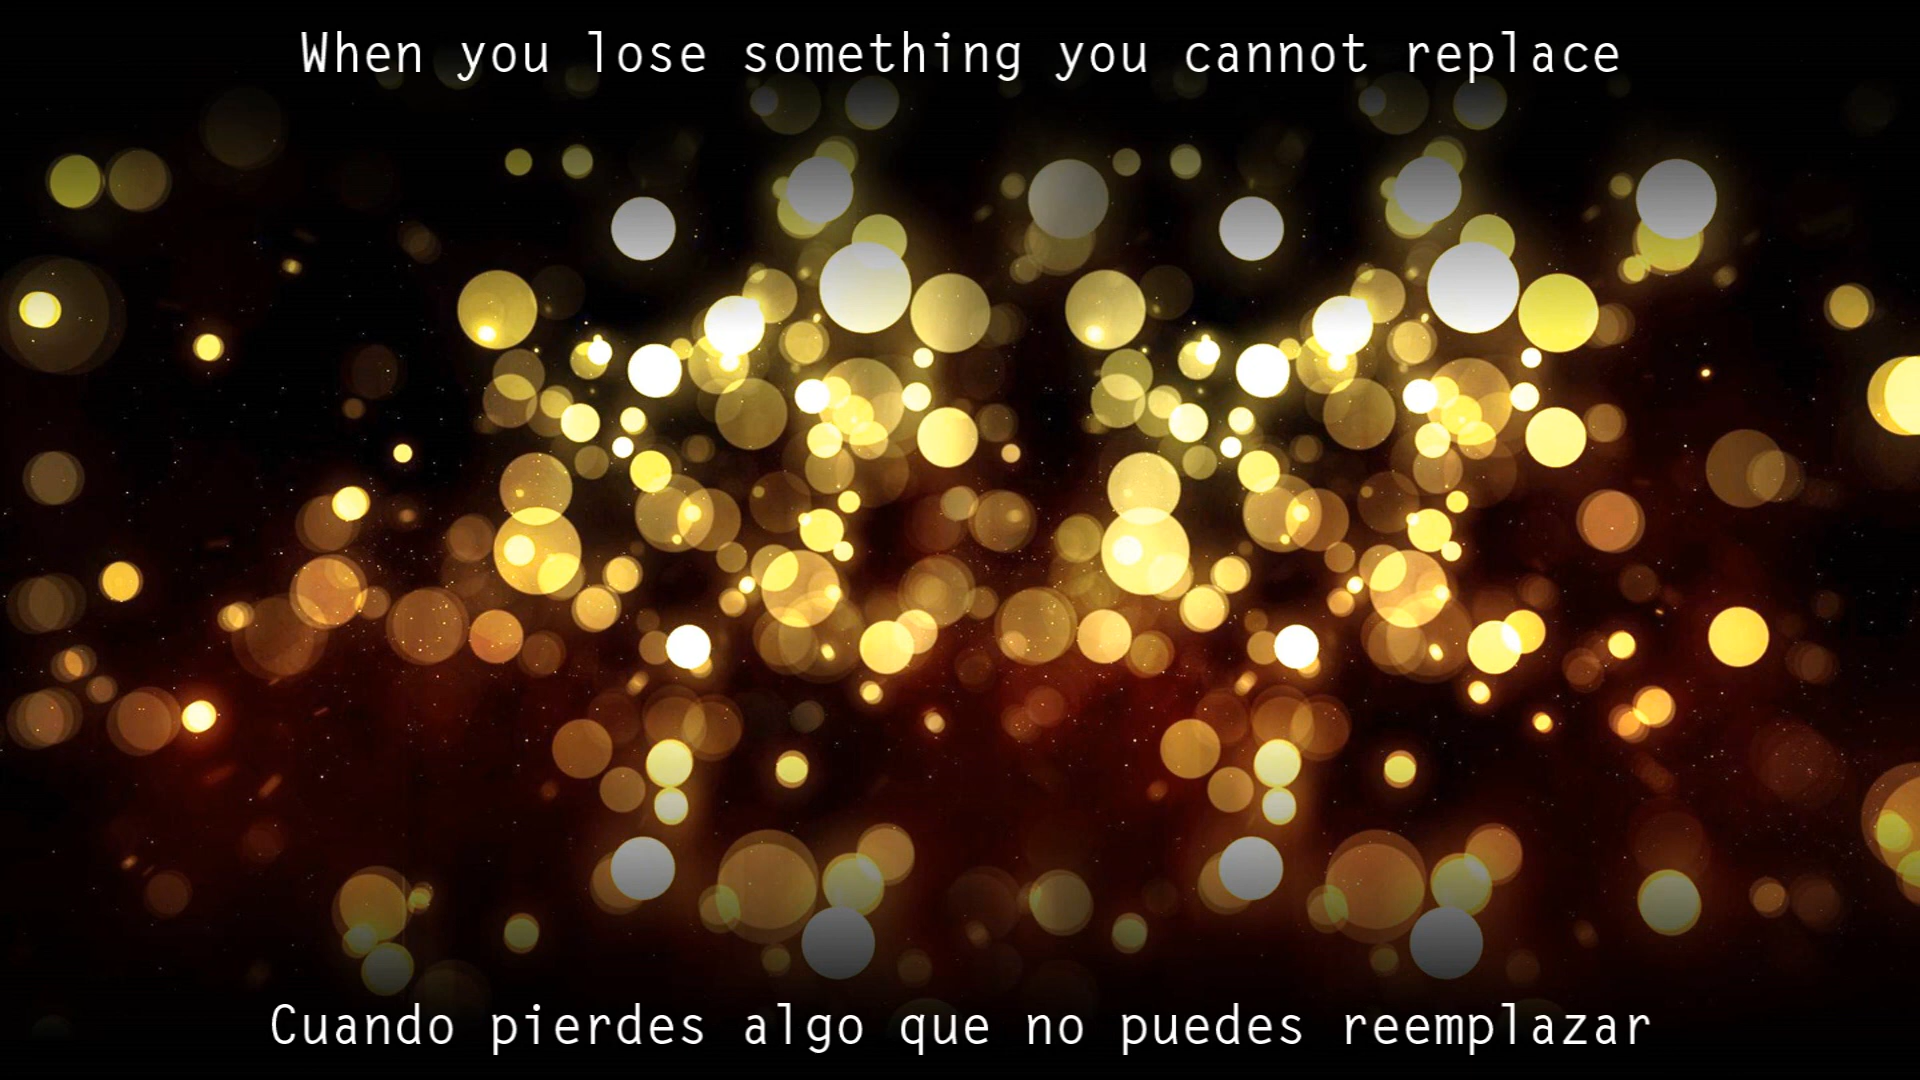 When you lose something you cannot replace
Cuando pierdes algo que no puedes reemplazar